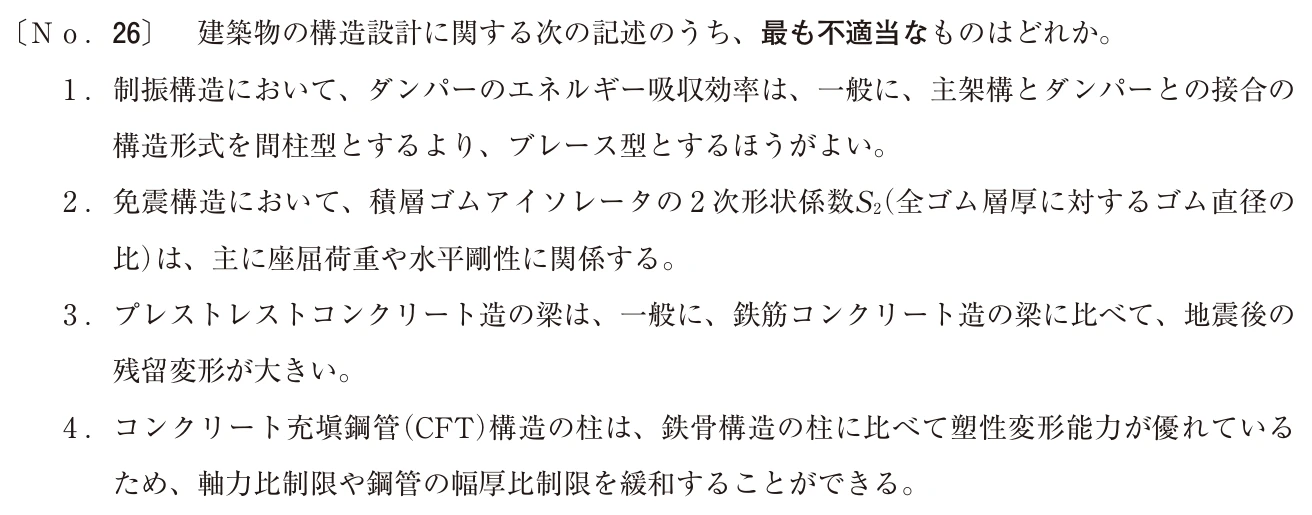 〔Ｎｏ．26〕　建築物の構造設計に関する次の記述のうち、最も不適当なものはどれか。
１．制振構造において、ダンパーのエネルギー吸収効率は、一般に、主架構とダンパーとの接合の
構造形式を間柱型とするより、ブレース型とするほうがよい。
２．免震構造において、積層ゴムアイソレータの２次形状係数S₂(全ゴム層厚に対するゴム直径の
比)は、主に座屈荷重や水平剛性に関係する。
３．プレストレストコンクリート造の梁は、一般に、鉄筋コンクリート造の梁に比べて、地震後の
残留変形が大きい。
４．コンクリート充塡鋼管(CFT)構造の柱は、鉄骨構造の柱に比べて塑性変形能力が優れている
ため、軸力比制限や鋼管の幅厚比制限を緩和することができる。